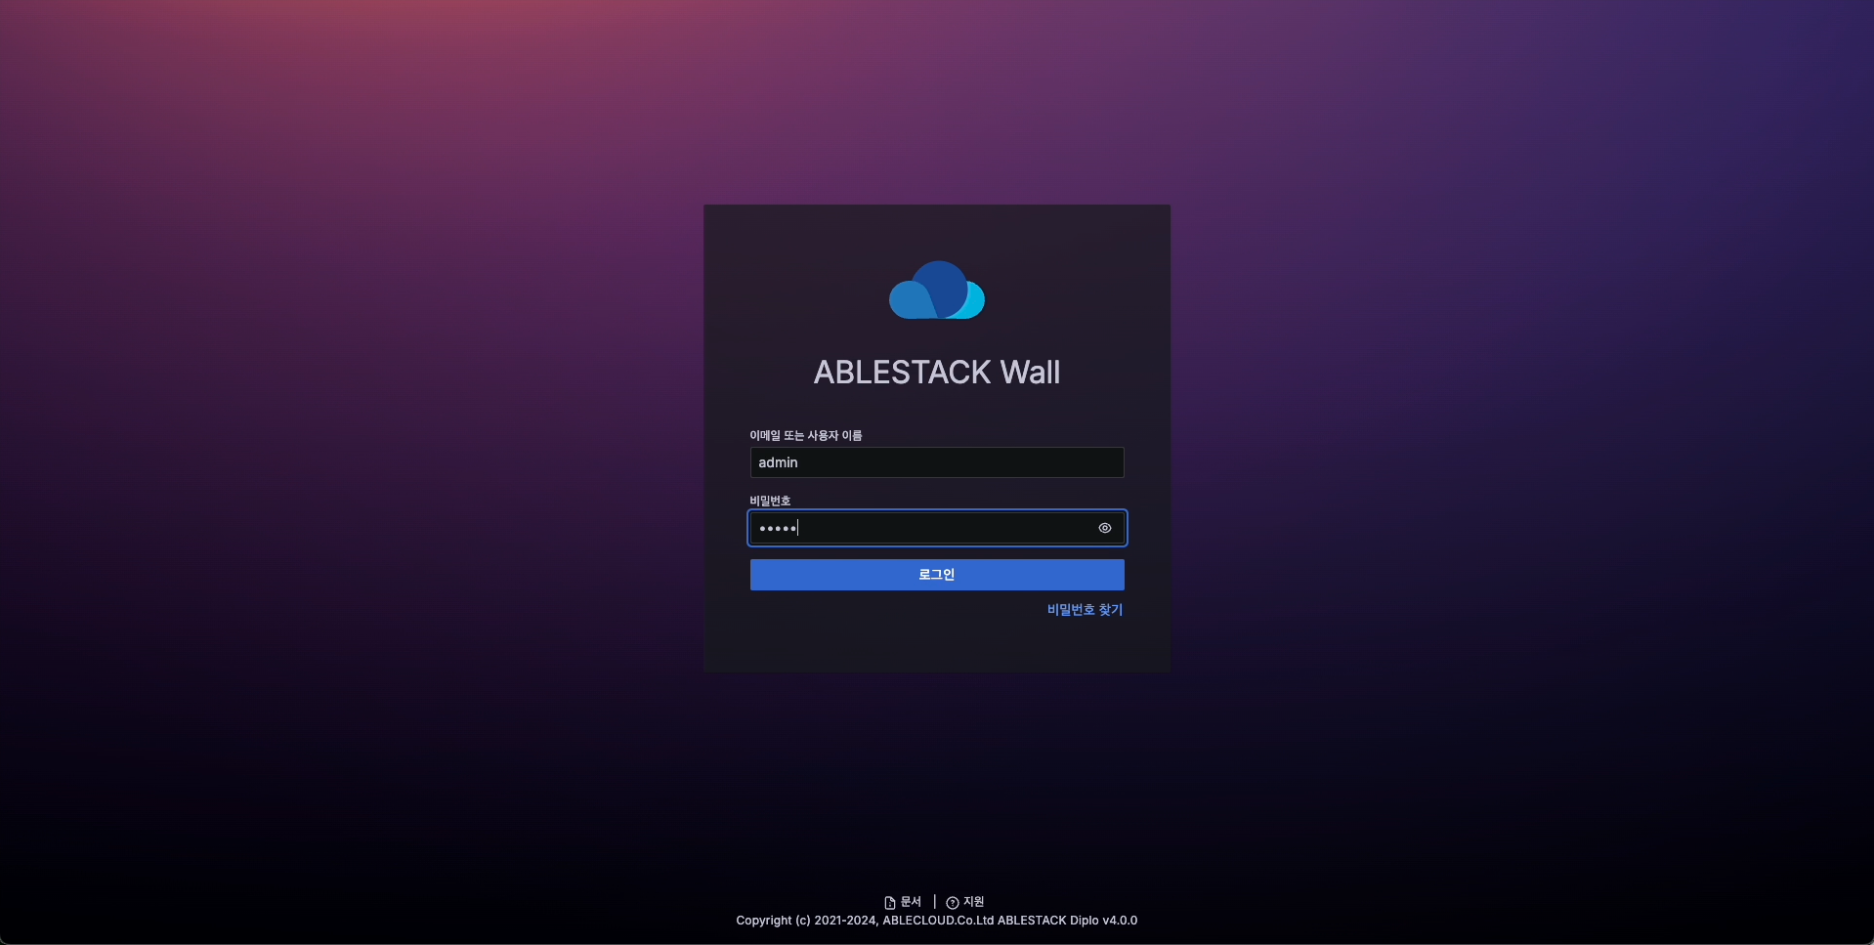 ABLESTACK Wall
이메일 또는 사용자 이름
admin
비밀번호
•••••
로그인
비밀번호 찾기
문서 | 지원
Copyright (c) 2021-2024, ABLECLOUD.Co.Ltd ABLESTACK Diplo v4.0.0